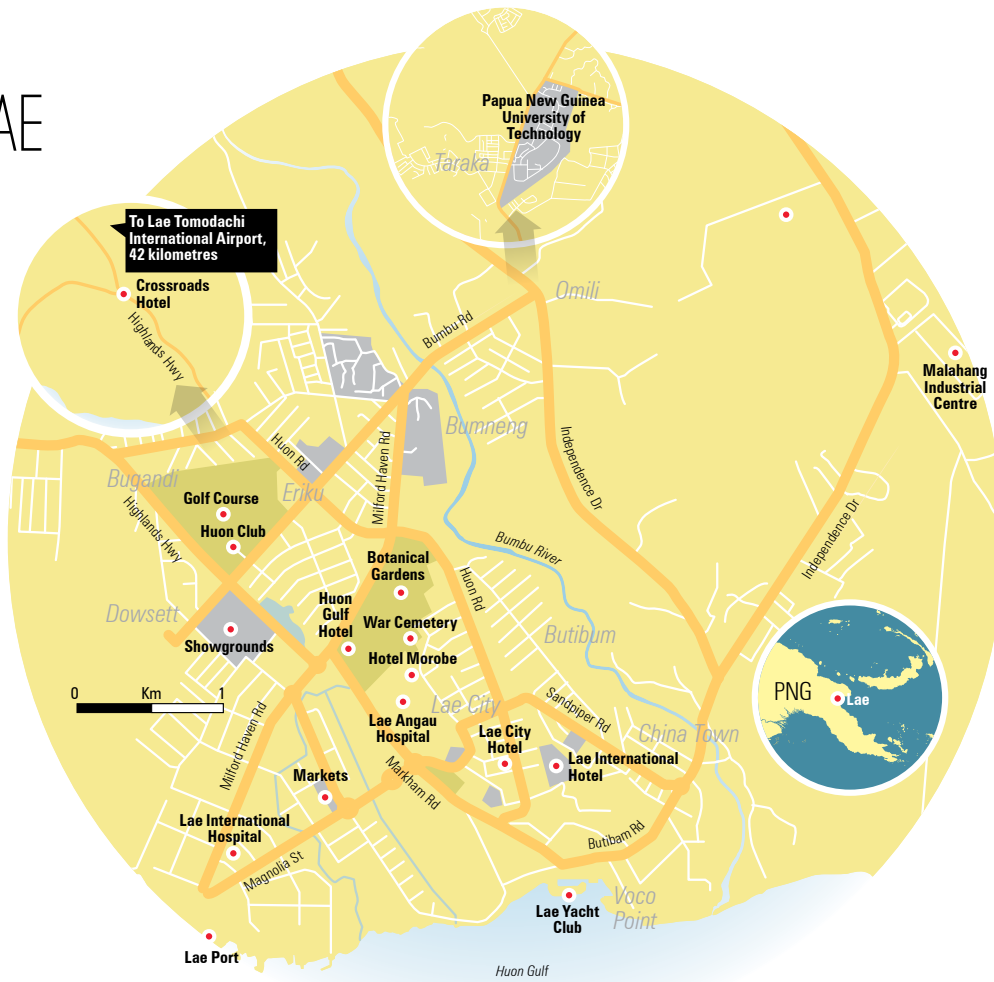 AE
Papua New Guinea
University of
Technology
Taraka
To Lae Tomodachi
International Airport,
42 kilometres
Crossroads
Hotel
Highlands Hwy
Omili
Bumbu Rd
Malahang
Industrial
Centre
Bumneng
Huon Rd
Milford Haven Rd
Independence Dr
Bugandi
Eriku
Golf Course
Huon Club
Highlands Hwy
Bumbu River
Independence Dr
Botanical
Gardens
Huon Rd
Dowsett
Huon
Gulf
Hotel
War Cemetery
Butibum
Showgrounds
Hotel Morobe
0 Km 1
Lae City
Lae Angau
Hospital
Sandpiper Rd
China Town
PNG
Lae
Milford Haven Rd
Lae City
Hotel
Lae International
Hotel
Markets
Markham Rd
Lae International
Hospital
Butibam Rd
Magnolia St
Voco
Point
Lae Yacht
Club
Lae Port
Huon Gulf